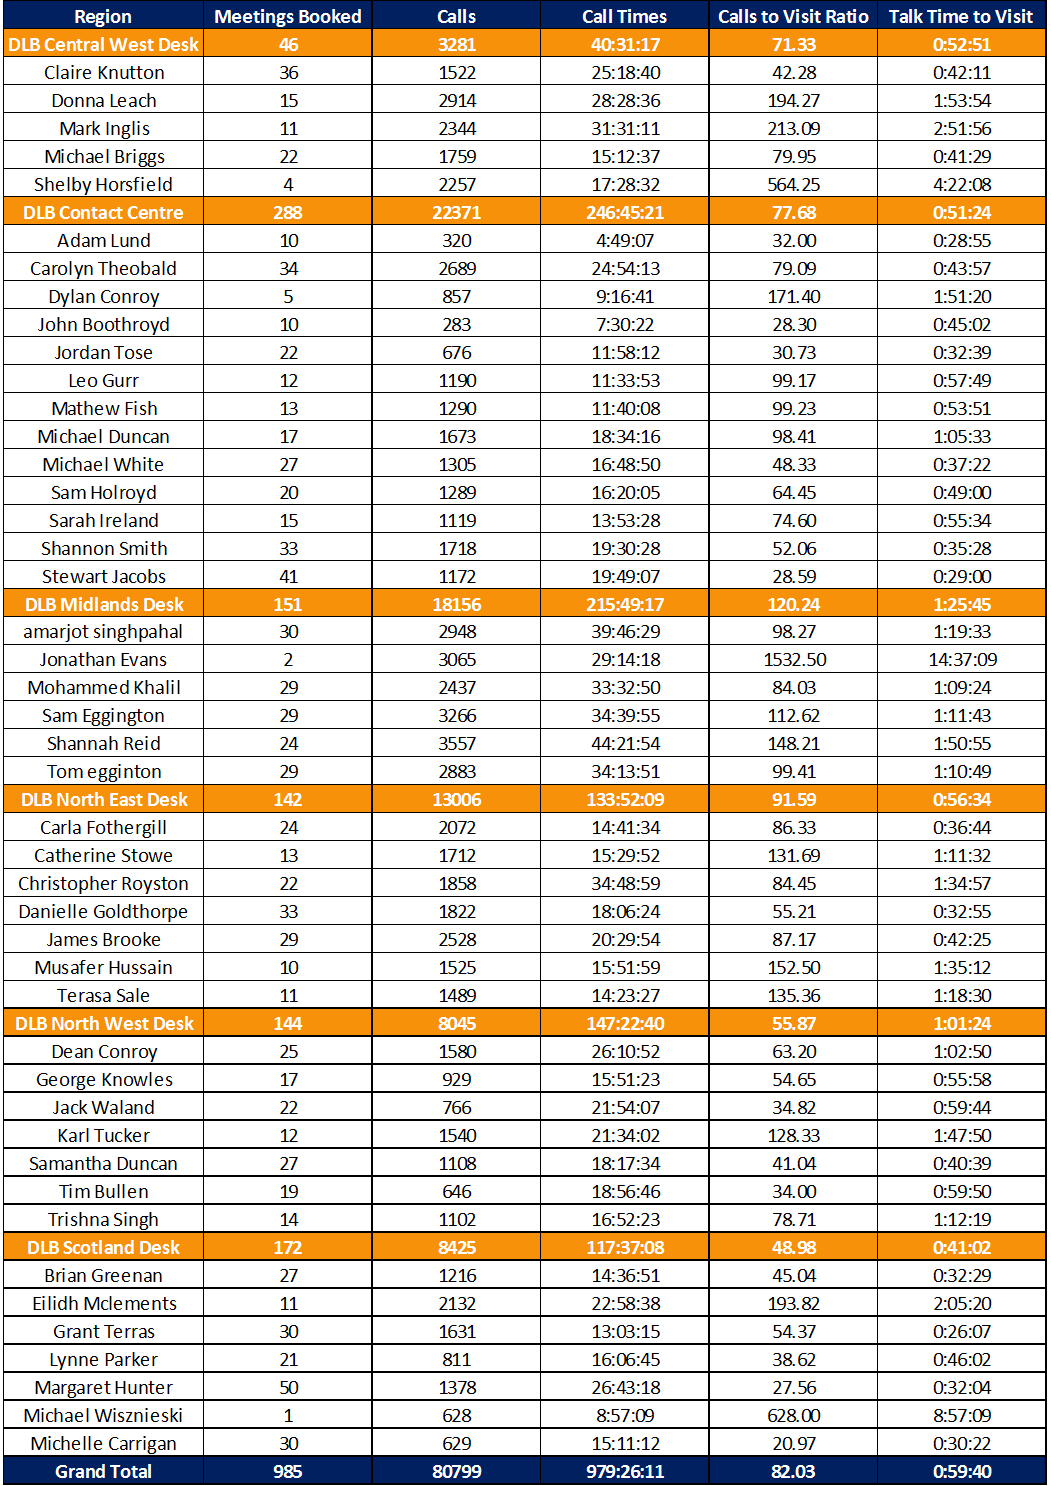 Region Meetings Booked Calls Call Times Calls to Visit Ratio Talk Time to Visit
DLB Central West Desk 46 3281 40:31:17 71.33 0:52:51
Claire Knutton 36 1522 25:18:40 42.28 0:42:11
Donna Leach 15 2914 28:28:36 194.27 1:53:54
Mark Inglis 11 2344 31:31:11 213.09 2:51:56
Michael Briggs 22 1759 15:12:37 79.95 0:41:29
Shelby Horsfield 4 2257 17:28:32 564.25 4:22:08
DLB Contact Centre 288 22371 246:45:21 77.68 0:51:24
Adam Lund 10 320 4:49:07 32.00 0:28:55
Carolyn Theobald 34 2689 24:54:13 79.09 0:43:57
Dylan Conroy 5 857 9:16:41 171.40 1:51:20
John Boothroyd 10 283 7:30:22 28.30 0:45:02
Jordan Tose 22 676 11:58:12 30.73 0:32:39
Leo Gurr 12 1190 11:33:53 99.17 0:57:49
Mathew Fish 13 1290 11:40:08 99.23 0:53:51
Michael Duncan 17 1673 18:34:16 98.41 1:05:33
Michael White 27 1305 16:48:50 48.33 0:37:22
Sam Holroyd 20 1289 16:20:05 64.45 0:49:00
Sarah Ireland 15 1119 13:53:28 74.60 0:55:34
Shannon Smith 33 1718 19:30:28 52.06 0:35:28
Stewart Jacobs 41 1172 19:49:07 28.59 0:29:00
DLB Midlands Desk 151 18156 215:49:17 120.24 1:25:45
amarjot singhpahal 30 2948 39:46:29 98.27 1:19:33
Jonathan Evans 2 3065 29:14:18 1532.50 14:37:09
Mohammed Khalil 29 2437 33:32:50 84.03 1:09:24
Sam Eggington 29 3266 34:39:55 112.62 1:11:43
Shannah Reid 24 3557 44:21:54 148.21 1:50:55
Tom egginton 29 2883 34:13:51 99.41 1:10:49
DLB North East Desk 142 13006 133:52:09 91.59 0:56:34
Carla Fothergill 24 2072 14:41:34 86.33 0:36:44
Catherine Stowe 13 1712 15:29:52 131.69 1:11:32
Christopher Royston 22 1858 34:48:59 84.45 1:34:57
Danielle Goldthorpe 33 1822 18:06:24 55.21 0:32:55
James Brooke 29 2528 20:29:54 87.17 0:42:25
Musafer Hussain 10 1525 15:51:59 152.50 1:35:12
Terasa Sale 11 1489 14:23:27 135.36 1:18:30
DLB North West Desk 144 8045 147:22:40 55.87 1:01:24
Dean Conroy 25 1580 26:10:52 63.20 1:02:50
George Knowles 17 929 15:51:23 54.65 0:55:58
Jack Waland 22 766 21:54:07 34.82 0:59:44
Karl Tucker 12 1540 21:34:02 128.33 1:47:50
Samantha Duncan 27 1108 18:17:34 41.04 0:40:39
Tim Bullen 19 646 18:56:46 34.00 0:59:50
Trishna Singh 14 1102 16:52:23 78.71 1:12:19
DLB Scotland Desk 172 8425 117:37:08 48.98 0:41:02
Brian Greenan 27 1216 14:36:51 45.04 0:32:29
Eilidh Mclements 11 2132 22:58:38 193.82 2:05:20
Grant Terras 30 1631 13:03:15 54.37 0:26:07
Lynne Parker 21 811 16:06:45 38.62 0:46:02
Margaret Hunter 50 1378 26:43:18 27.56 0:32:04
Michael Wisznieski 1 628 8:57:09 628.00 8:57:09
Michelle Carrigan 30 629 15:11:12 20.97 0:30:22
Grand Total 985 80799 979:26:11 82.03 0:59:40